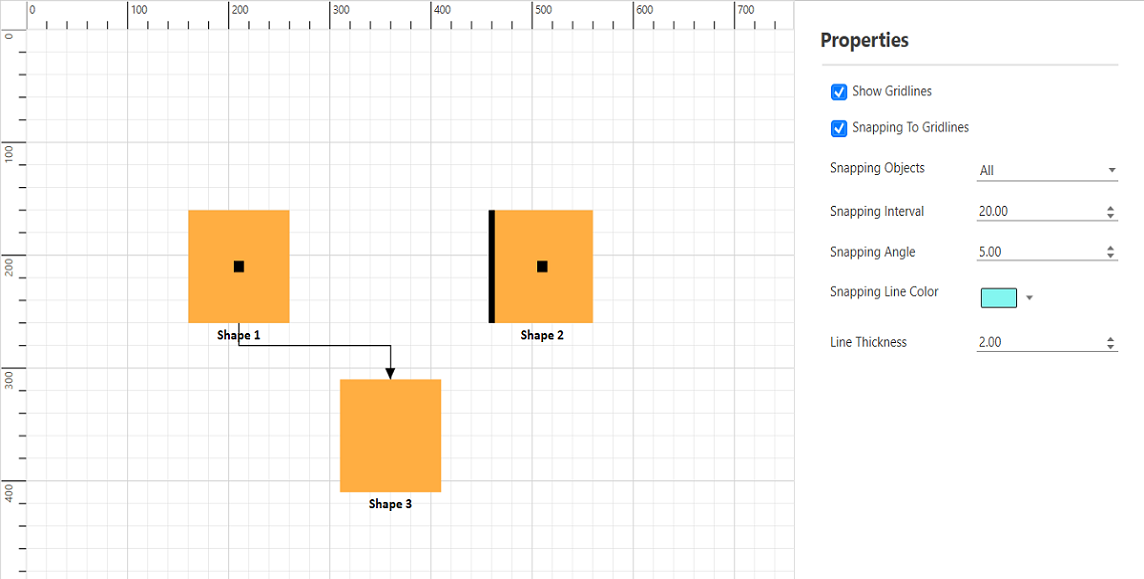 0 100 200 300 400 500 600 700
0
100
200
300
400
Shape 1
Shape 2
Shape 3
Properties
Show Gridlines
Snapping To Gridlines
Snapping Objects All
Snapping Interval 20.00
Snapping Angle 5.00
Snapping Line Color
Line Thickness 2.00